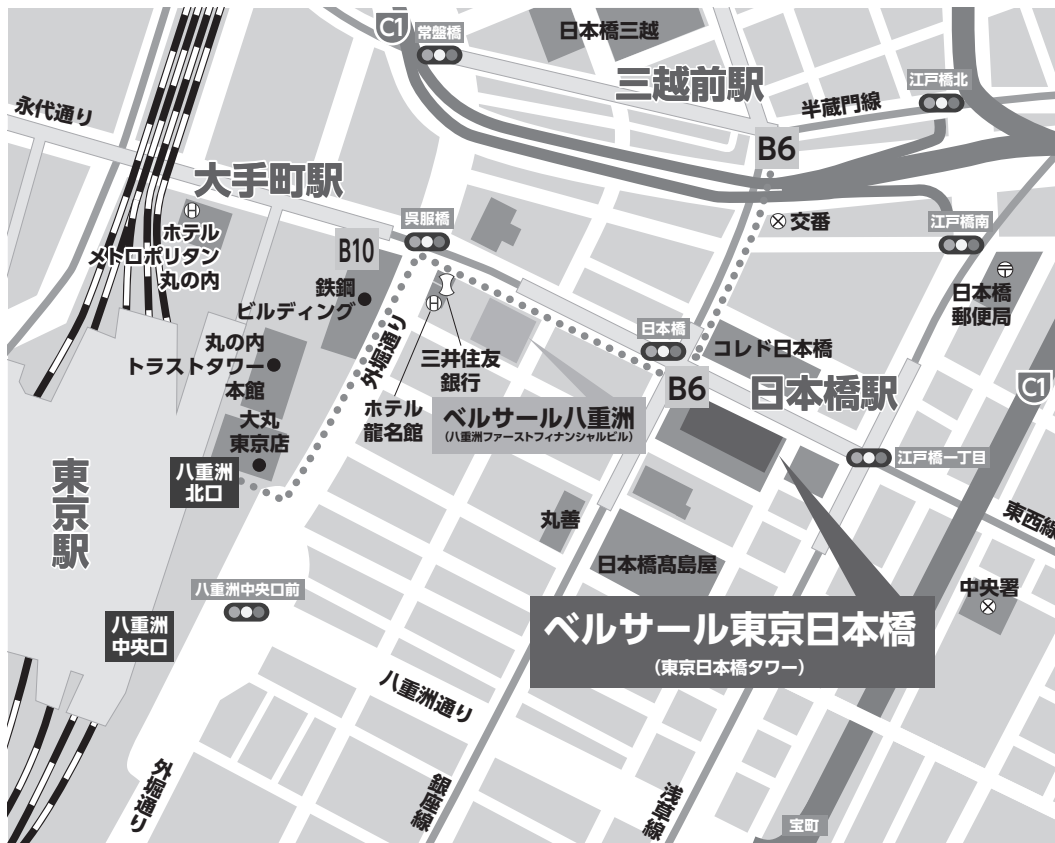 C1
常盤橋
日本橋三越
三越前駅
江戸橋北
半蔵門線
永代通り
B6
大手町駅
ホテル
メトロポリタン
丸の内
呉服橋
交番
江戸橋南
B10
鉄鋼
ビルディング
日本橋
郵便局
丸の内
トラストタワー
本館
外堀通り
三井住友
銀行
日本橋
コレド日本橋
B6
日本橋駅
C1
ホテル
龍名館
ベルサール八重洲
(八重洲ファーストフィナンシャルビル)
大丸
東京店
八重洲
北口
江戸橋一丁目
東京駅
丸善
東西線
日本橋髙島屋
中央署
八重洲中央口前
八重洲
中央口
ベルサール東京日本橋
(東京日本橋タワー)
八重洲通り
外堀通り
銀座線
浅草線
宝町